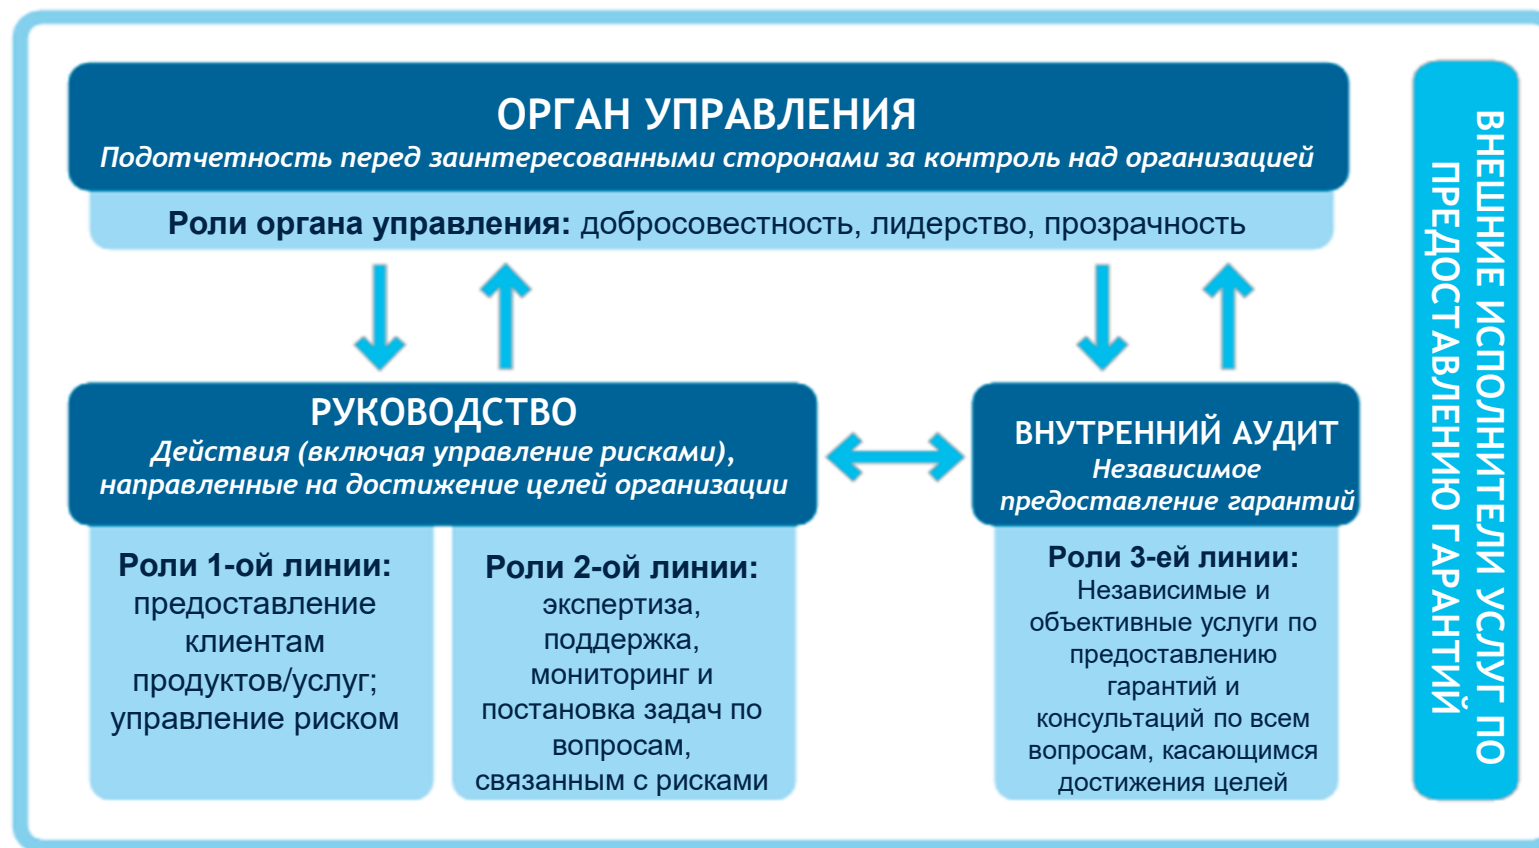 ОРГАН УПРАВЛЕНИЯ
Подотчетность перед заинтересованными сторонами за контроль над организацией
Роли органа управления: добросовестность, лидерство, прозрачность
РУКОВОДСТВО
Действия (включая управление рисками),
направленные на достижение целей организации
Роли 1-ой линии:
предоставление
клиентам
продуктов/услуг;
управление риском
Роли 2-ой линии:
экспертиза,
поддержка,
мониторинг и
постановка задач по
вопросам,
связанным с рисками
ВНУТРЕННИЙ АУДИТ
Независимое
предоставление гарантий
Роли 3-ей линии:
Независимые и
объективные услуги по
предоставлению
гарантий и
консультаций по всем
вопросам, касающимся
достижения целей
ВНЕШНИЕ ИСПОЛНИТЕЛИ УСЛУГ ПО
ПРЕДОСТАВЛЕНИЮ ГАРАНТИЙ